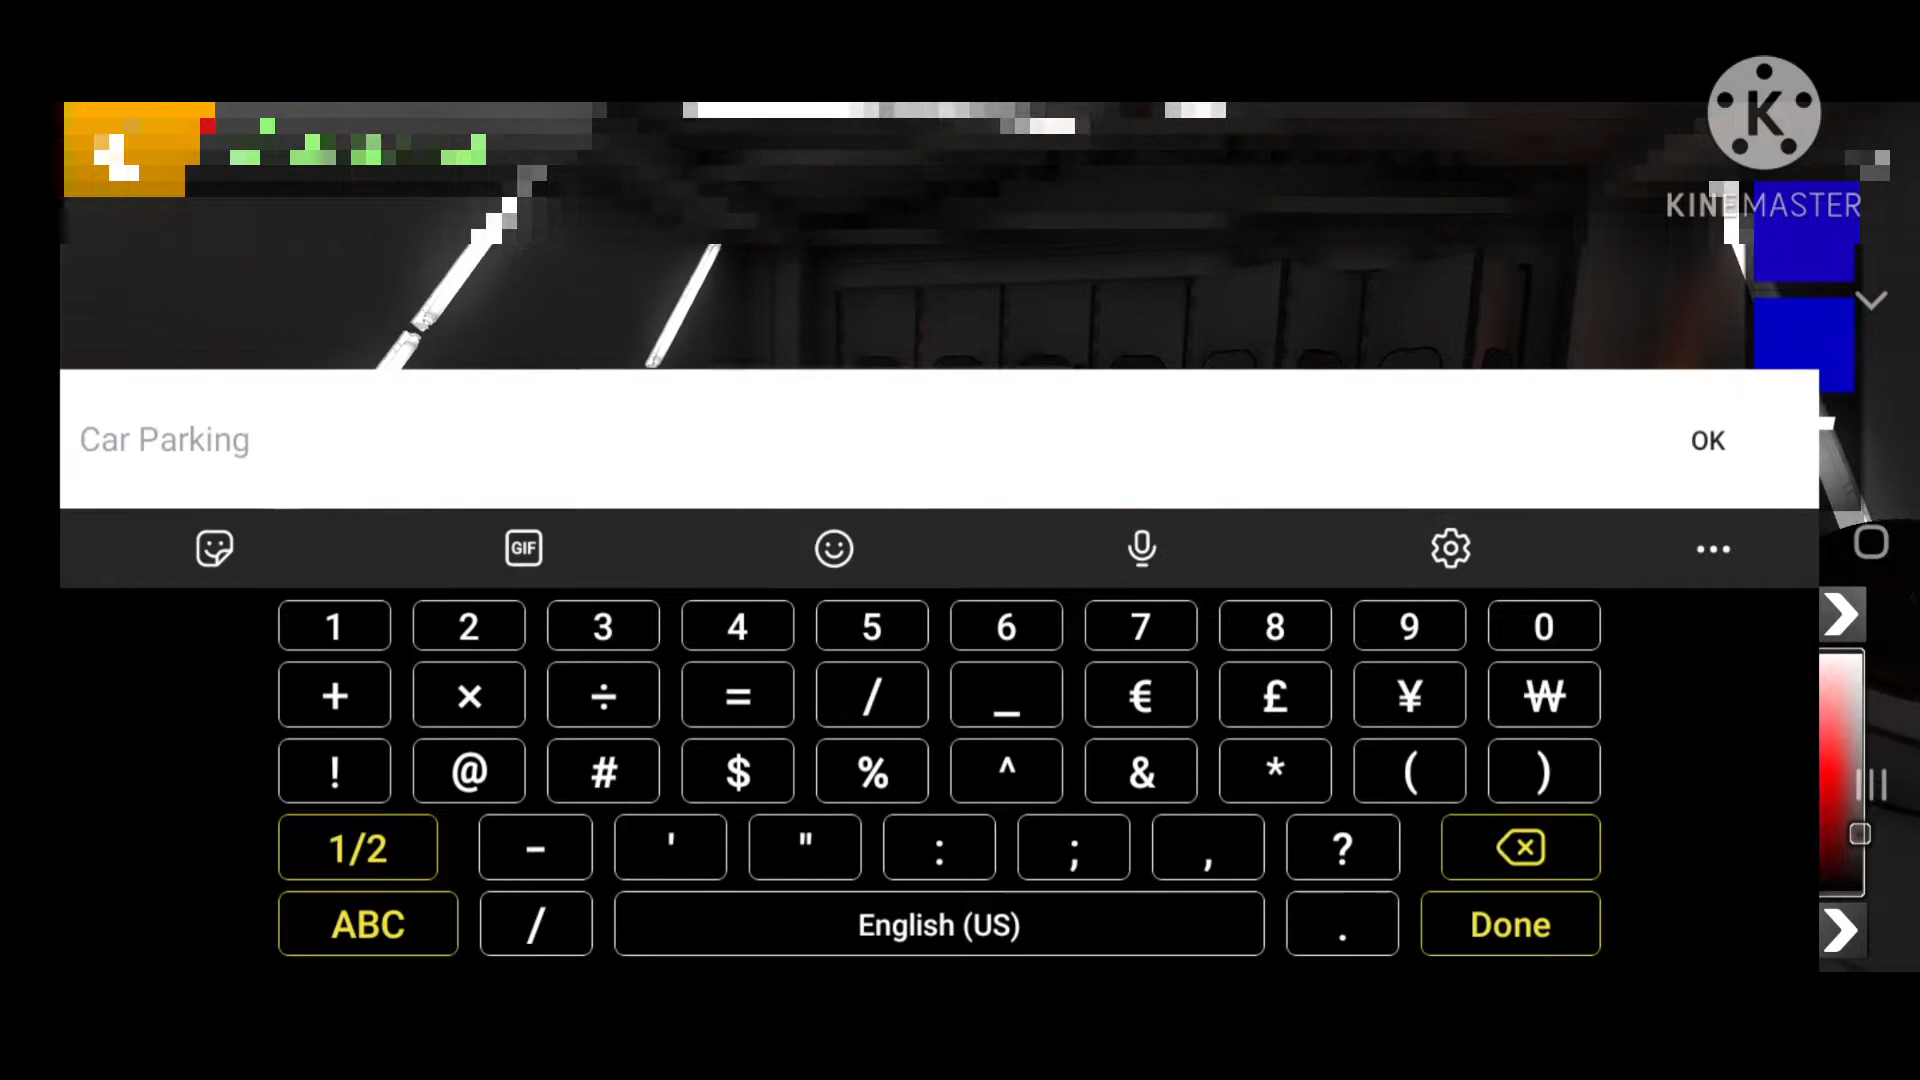 K
KINEMASTER
Car Parking
OK
GIF
1 2 3 4 5 6 7 8 9 0
+ × ÷ = / _ € £ ¥ ₩
! @ # $ % ^ & * ( )
1/2 - ' " : ; , ?
ABC / English (US) . Done